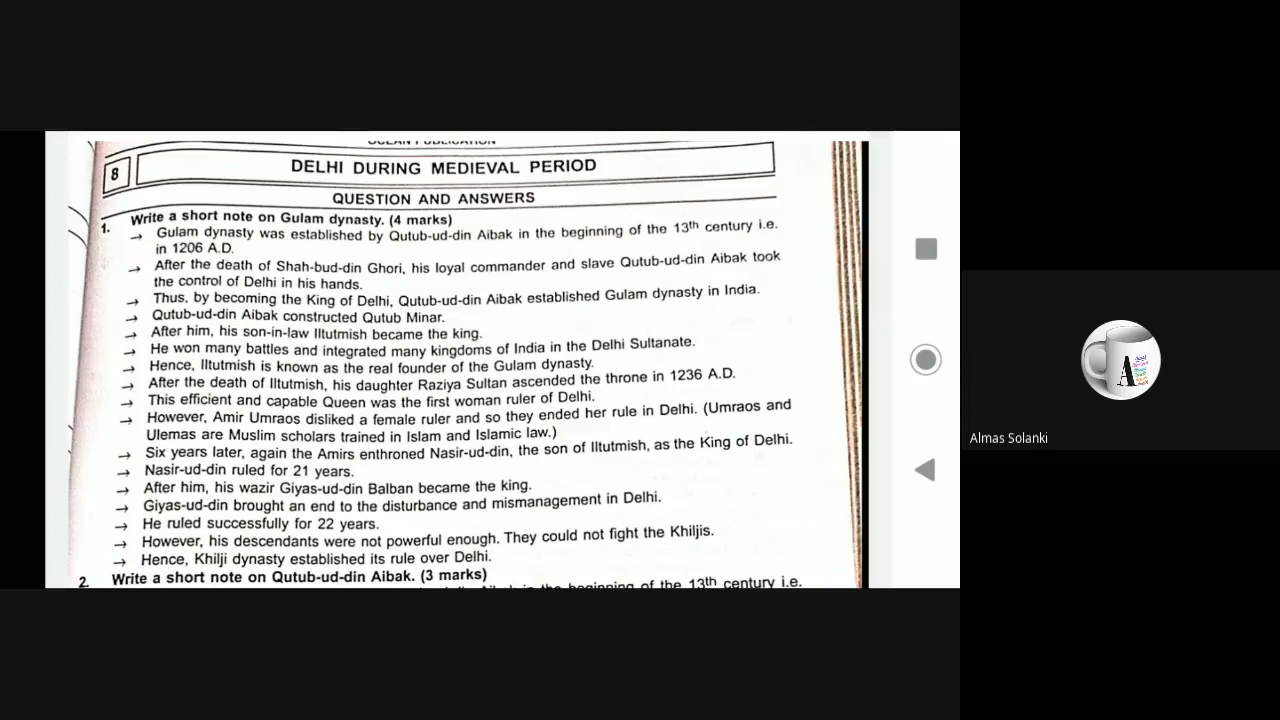 OCEAN PUBLICATION
8
DELHI DURING MEDIEVAL PERIOD
QUESTION AND ANSWERS
1. Write a short note on Gulam dynasty. (4 marks)
→ Gulam dynasty was established by Qutub-ud-din Aibak in the beginning of the 13th century i.e.
in 1206 A.D.
→ After the death of Shah-bud-din Ghori, his loyal commander and slave Qutub-ud-din Aibak took
the control of Delhi in his hands.
→ Thus, by becoming the King of Delhi, Qutub-ud-din Aibak established Gulam dynasty in India.
→ Qutub-ud-din Aibak constructed Qutub Minar.
→ After him, his son-in-law Iltutmish became the king.
→ He won many battles and integrated many kingdoms of India in the Delhi Sultanate.
→ Hence, Iltutmish is known as the real founder of the Gulam dynasty.
→ After the death of Iltutmish, his daughter Raziya Sultan ascended the throne in 1236 A.D.
→ This efficient and capable Queen was the first woman ruler of Delhi.
→ However, Amir Umraos disliked a female ruler and so they ended her rule in Delhi. (Umraos and
Ulemas are Muslim scholars trained in Islam and Islamic law.)
→ Six years later, again the Amirs enthroned Nasir-ud-din, the son of Iltutmish, as the King of Delhi.
→ Nasir-ud-din ruled for 21 years.
→ After him, his wazir Giyas-ud-din Balban became the king.
→ Giyas-ud-din brought an end to the disturbance and mismanagement in Delhi.
→ He ruled successfully for 22 years.
→ However, his descendants were not powerful enough. They could not fight the Khiljis.
→ Hence, Khilji dynasty established its rule over Delhi.
2. Write a short note on Qutub-ud-din Aibak. (3 marks)
in the beginning of the 13th century i.e.
A
Almas Solanki